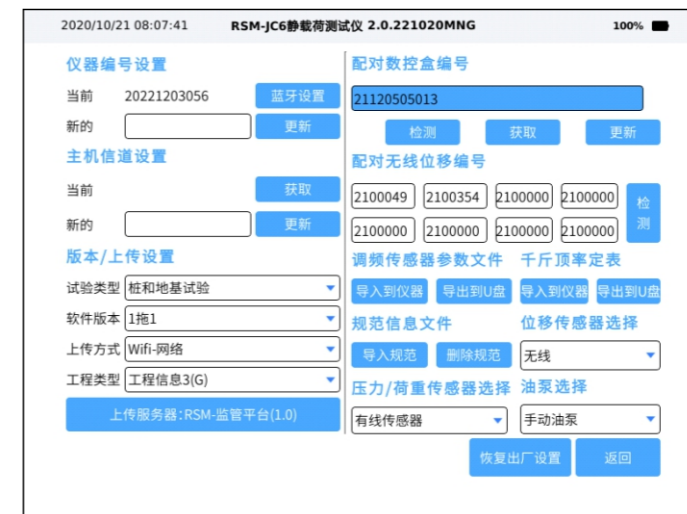 2020/10/21 08:07:41 RSM-JC6静载荷测试仪 2.0.221020MNG 100%
仪器编号设置
当前 20221203056 蓝牙设置
新的 更新
主机信道设置
当前 获取
新的 更新
版本/上传设置
试验类型 桩和地基试验
软件版本 1拖1
上传方式 Wifi-网络
工程类型 工程信息3(G)
上传服务器:RSM-监管平台(1.0)
配对数控盒编号
21120505013
检测 获取 更新
配对无线位移编号
2100049 2100354 2100000 2100000
2100000 2100000 2100000 2100000
检测
调频传感器参数文件 千斤顶率定表
导入到仪器 导出到U盘 导入到仪器 导出到U盘
规范信息文件 位移传感器选择
导入规范 删除规范 无线
压力/荷重传感器选择 油泵选择
有线传感器 手动油泵
恢复出厂设置 返回